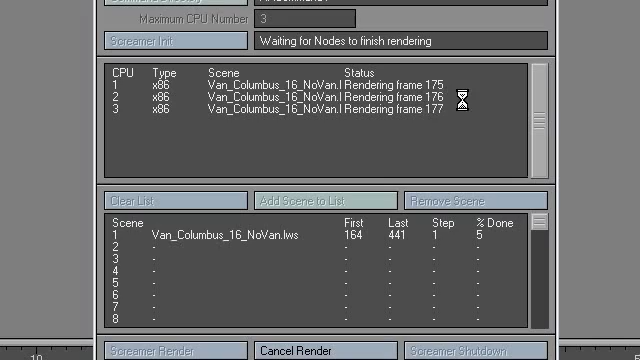 Maximum CPU Number 3
Screamer Init Waiting for Nodes to finish rendering
CPU Type Scene Status
1 x86 Van_Columbus_16_NoVan.l Rendering frame 175
2 x86 Van_Columbus_16_NoVan.l Rendering frame 176
3 x86 Van_Columbus_16_NoVan.l Rendering frame 177
Clear List Add Scene to List Remove Scene
Scene First Last Step % Done
1 Van_Columbus_16_NoVan.lws 164 441 1 5
2 - - - - -
3 - - - - -
4 - - - - -
5 - - - - -
6 - - - - -
7 - - - - -
8 - - - - -
Screamer Render Cancel Render Screamer Shutdown
-10